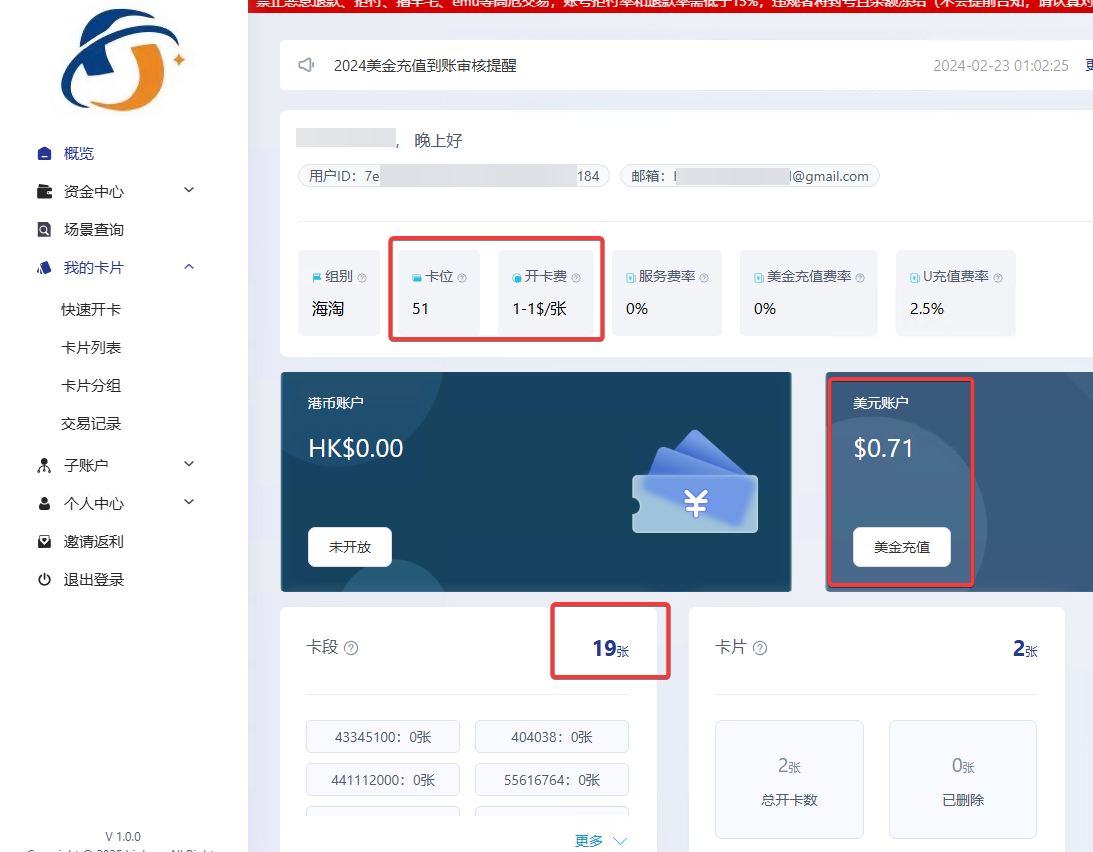 禁止恶意退款、拒付、撸羊毛、emu等高危交易，账号拒付率和退款率需低于15%，违规者将封号且余额冻结（不会提前告知，请认真对
2024美金充值到账审核提醒
2024-02-23 01:02:25
概览
资金中心
场景查询
我的卡片
快速开卡
卡片列表
卡片分组
交易记录
子账户
个人中心
邀请返利
退出登录
V 1.0.0
， 晚上好
用户ID：7e 184
邮箱： l@gmail.com
组别
海淘
卡位
51
开卡费
1-1$/张
服务费率
0%
美金充值费率
0%
U充值费率
2.5%
港币账户
HK$0.00
未开放
美元账户
$0.71
美金充值
卡段
19张
43345100：0张
404038：0张
441112000：0张
55616764：0张
更多
卡片
2张
2张
总开卡数
0张
已删除